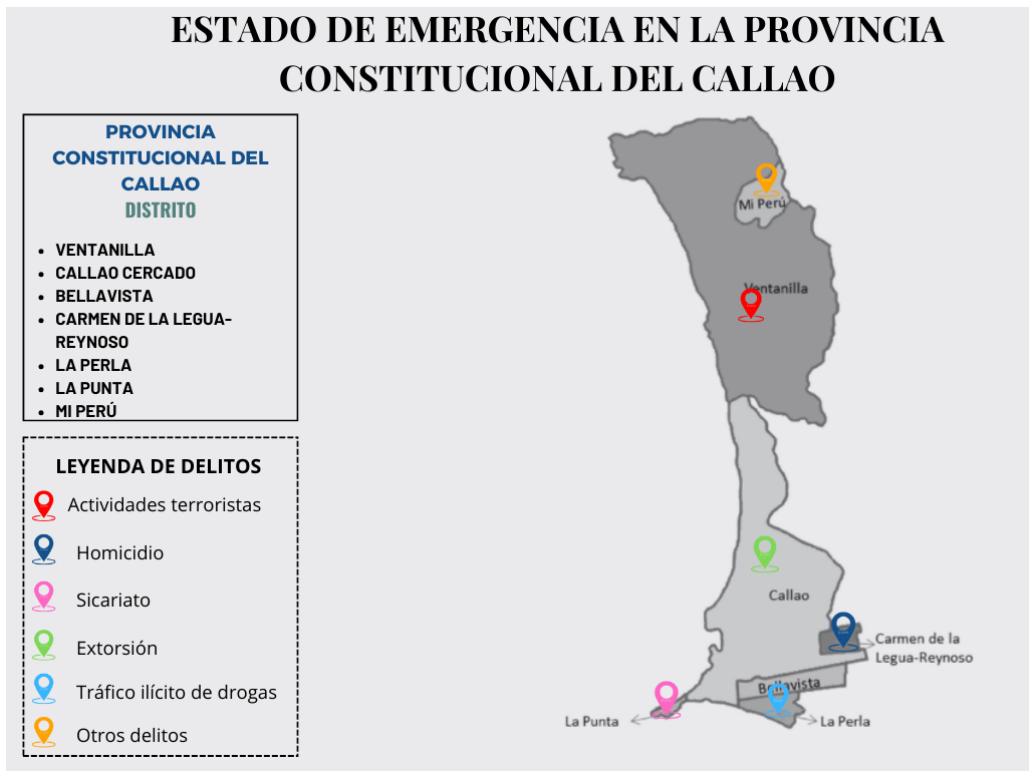 ESTADO DE EMERGENCIA EN LA PROVINCIA
CONSTITUCIONAL DEL CALLAO
PROVINCIA
CONSTITUCIONAL DEL
CALLAO
DISTRITO
• VENTANILLA
• CALLAO CERCADO
• BELLAVISTA
• CARMEN DE LA LEGUA-
REYNOSO
• LA PERLA
• LA PUNTA
• MI PERÚ
LEYENDA DE DELITOS
Actividades terroristas
Homicidio
Sicariato
Extorsión
Tráfico ilícito de drogas
Otros delitos
Mi Perú
Ventanilla
Callao
Carmen de la
Legua-Reynoso
Bellavista
La Punta
La Perla